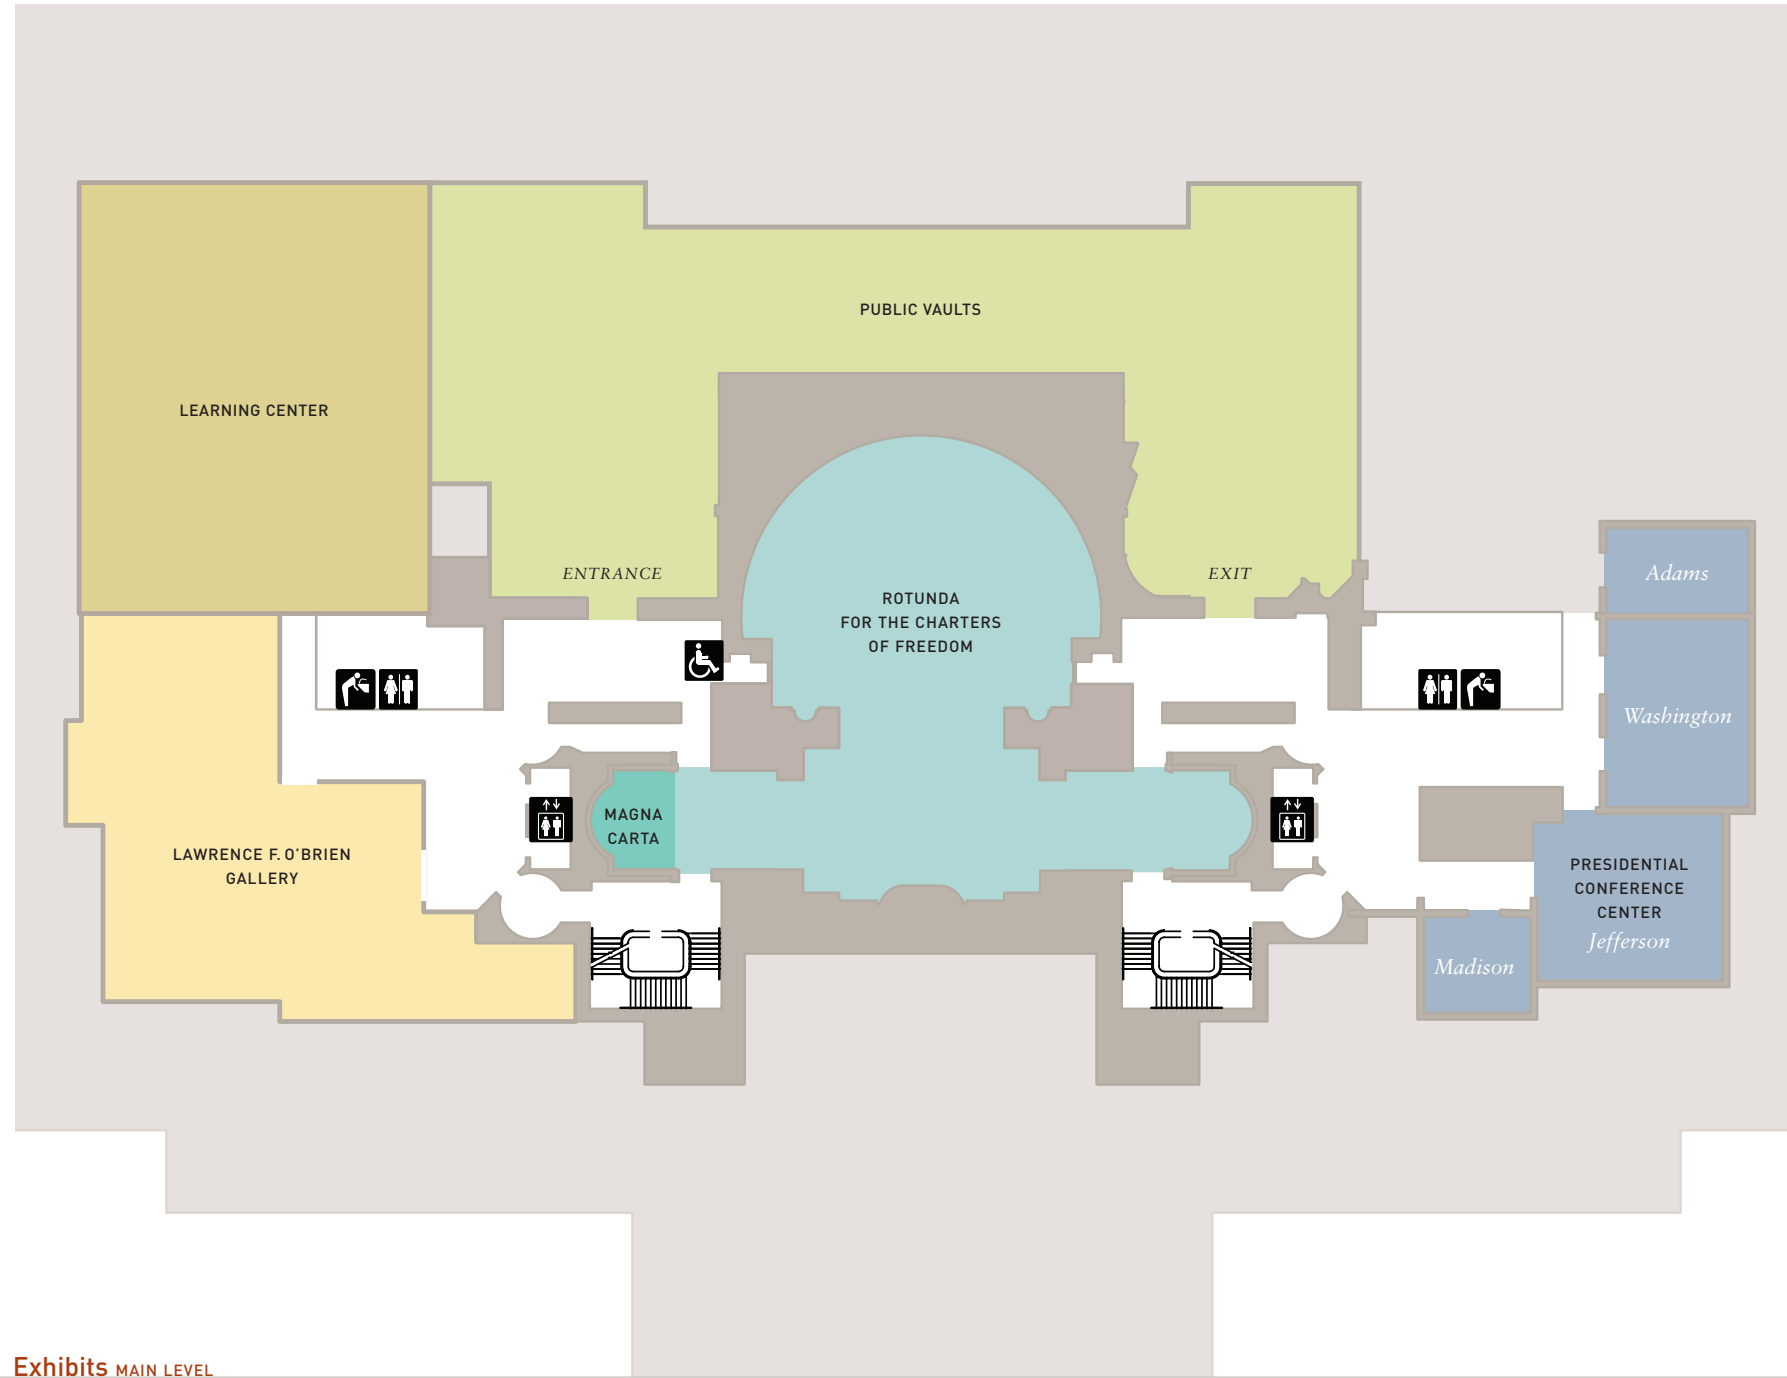 PUBLIC VAULTS
LEARNING CENTER
ENTRANCE
EXIT
Adams
ROTUNDA
FOR THE CHARTERS
OF FREEDOM
Washington
MAGNA
CARTA
LAWRENCE F. O’BRIEN
GALLERY
PRESIDENTIAL
CONFERENCE
CENTER
Jefferson
Madison
Exhibits MAIN LEVEL